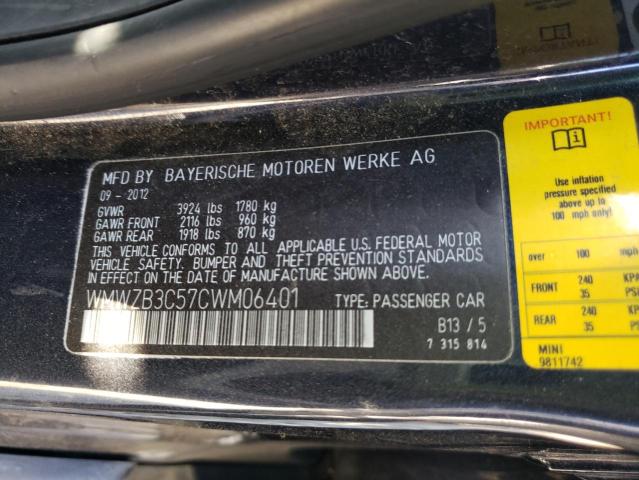 MFD BY BAYERISCHE MOTOREN WERKE AG
09 - 2012
GVWR 3924 lbs 1780 kg
GAWR FRONT 2116 lbs 960 kg
GAWR REAR 1918 lbs 870 kg
THIS VEHICLE CONFORMS TO ALL APPLICABLE U.S. FEDERAL MOTOR
VEHICLE SAFETY, BUMPER AND THEFT PREVENTION STANDARDS
IN EFFECT ON THE DATE OF MANUFACTURE SHOWN ABOVE.
WMWZB3C57CWM06401 TYPE: PASSENGER CAR
B13 / 5
7 315 814
IMPORTANT!
Inflation pressure
specified above
and up to over
100 mph only!
over 100 mph
FRONT 240
35
REAR 240
35
MINI
9811742